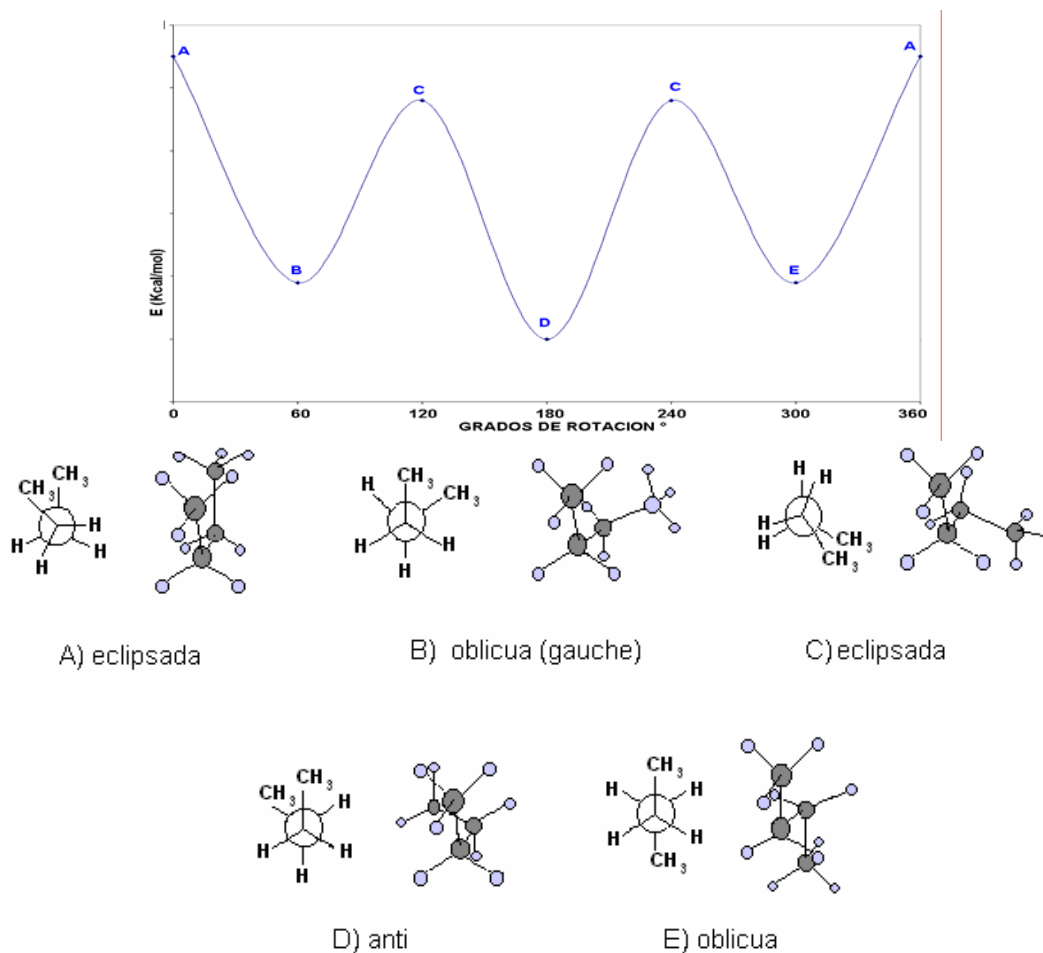 A
A
C
C
B
E
D
E (Kcal/mol)
0 60 120 180 240 300 360
GRADOS DE ROTACION º
CH3
CH3
H
H
H
H
A) eclipsada
CH3
H
CH3
H
H
H
B) oblicua (gauche)
H
H
H
H
CH3
CH3
C) eclipsada
CH3
CH3
H
H
H
H
D) anti
CH3
H
H
H
H
CH3
E) oblicua